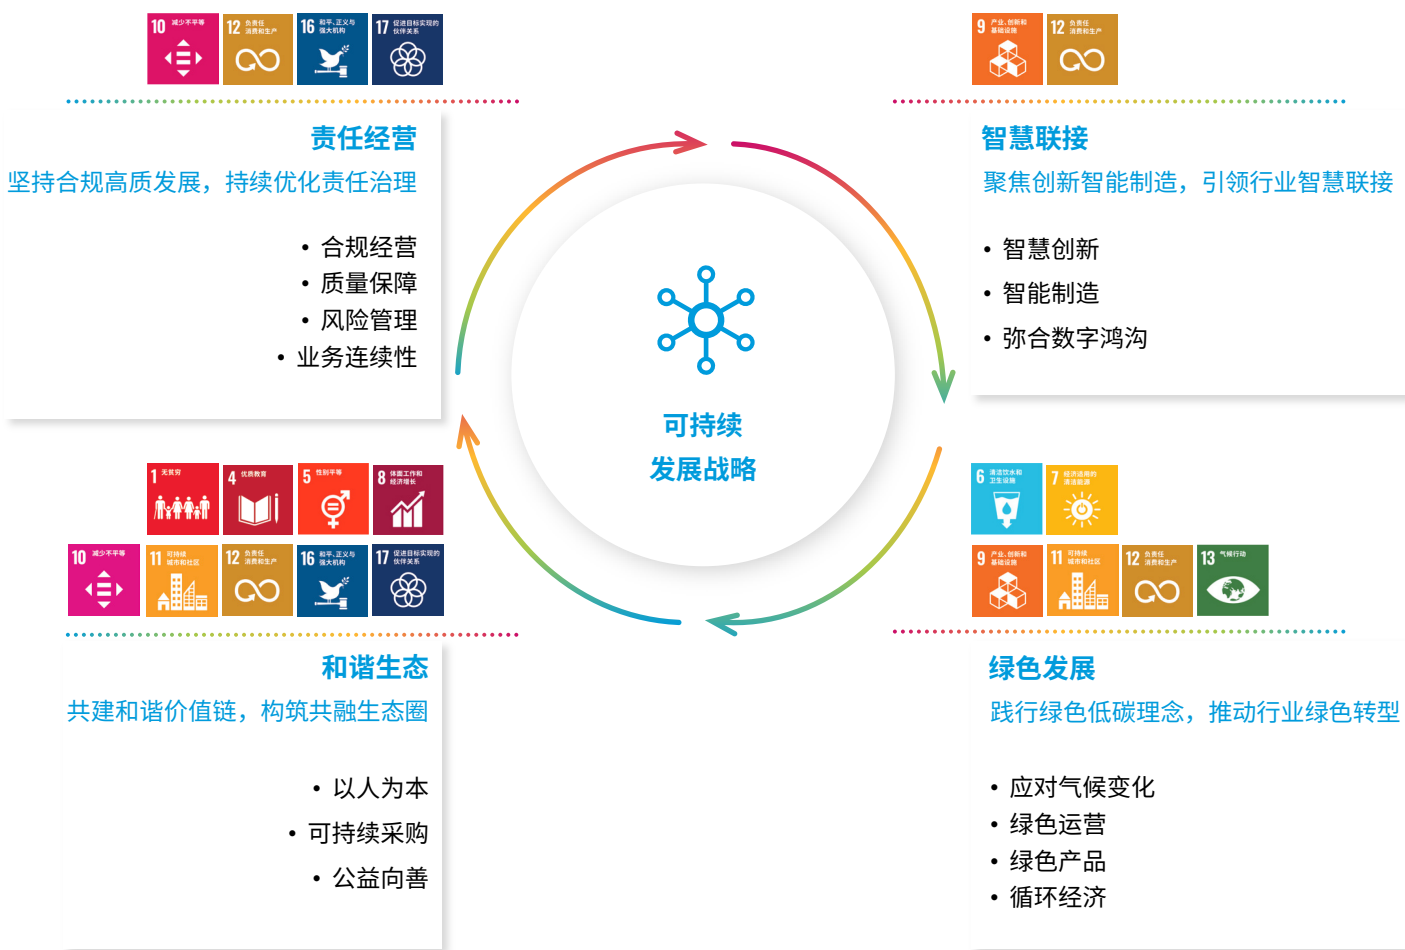 10 减少不平等
12 负责任
消费和生产
16 和平、正义与
强大机构
17 促进目标实现的
伙伴关系
责任经营
坚持合规高质发展，持续优化责任治理
• 合规经营
• 质量保障
• 风险管理
• 业务连续性
9 产业、创新和
基础设施
12 负责任
消费和生产
智慧联接
聚焦创新智能制造，引领行业智慧联接
• 智慧创新
• 智能制造
• 弥合数字鸿沟
可持续
发展战略
1 无贫穷
4 优质教育
5 性别平等
8 体面工作和
经济增长
10 减少不平等
11 可持续
城市和社区
12 负责任
消费和生产
16 和平、正义与
强大机构
17 促进目标实现的
伙伴关系
和谐生态
共建和谐价值链，构筑共融生态圈
• 以人为本
• 可持续采购
• 公益向善
6 清洁饮水和
卫生设施
7 经济适用的
清洁能源
9 产业、创新和
基础设施
11 可持续
城市和社区
12 负责任
消费和生产
13 气候行动
绿色发展
践行绿色低碳理念，推动行业绿色转型
• 应对气候变化
• 绿色运营
• 绿色产品
• 循环经济